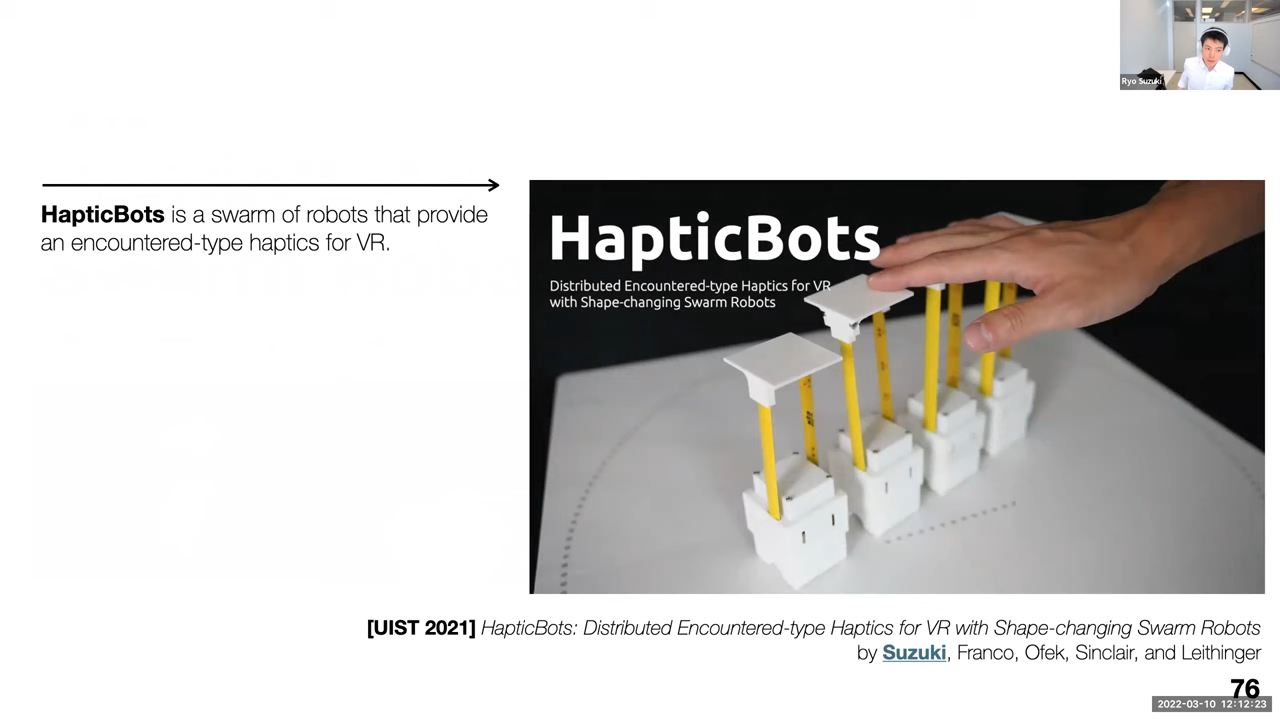 Ryo Suzuki
HapticBots is a swarm of robots that provide
an encountered-type haptics for VR.
HapticBots
Distributed Encountered-type Haptics for VR
with Shape-changing Swarm Robots
[UIST 2021] HapticBots: Distributed Encountered-type Haptics for VR with Shape-changing Swarm Robots
by Suzuki, Franco, Ofek, Sinclair, and Leithinger
76
2022-03-10 12:12:23